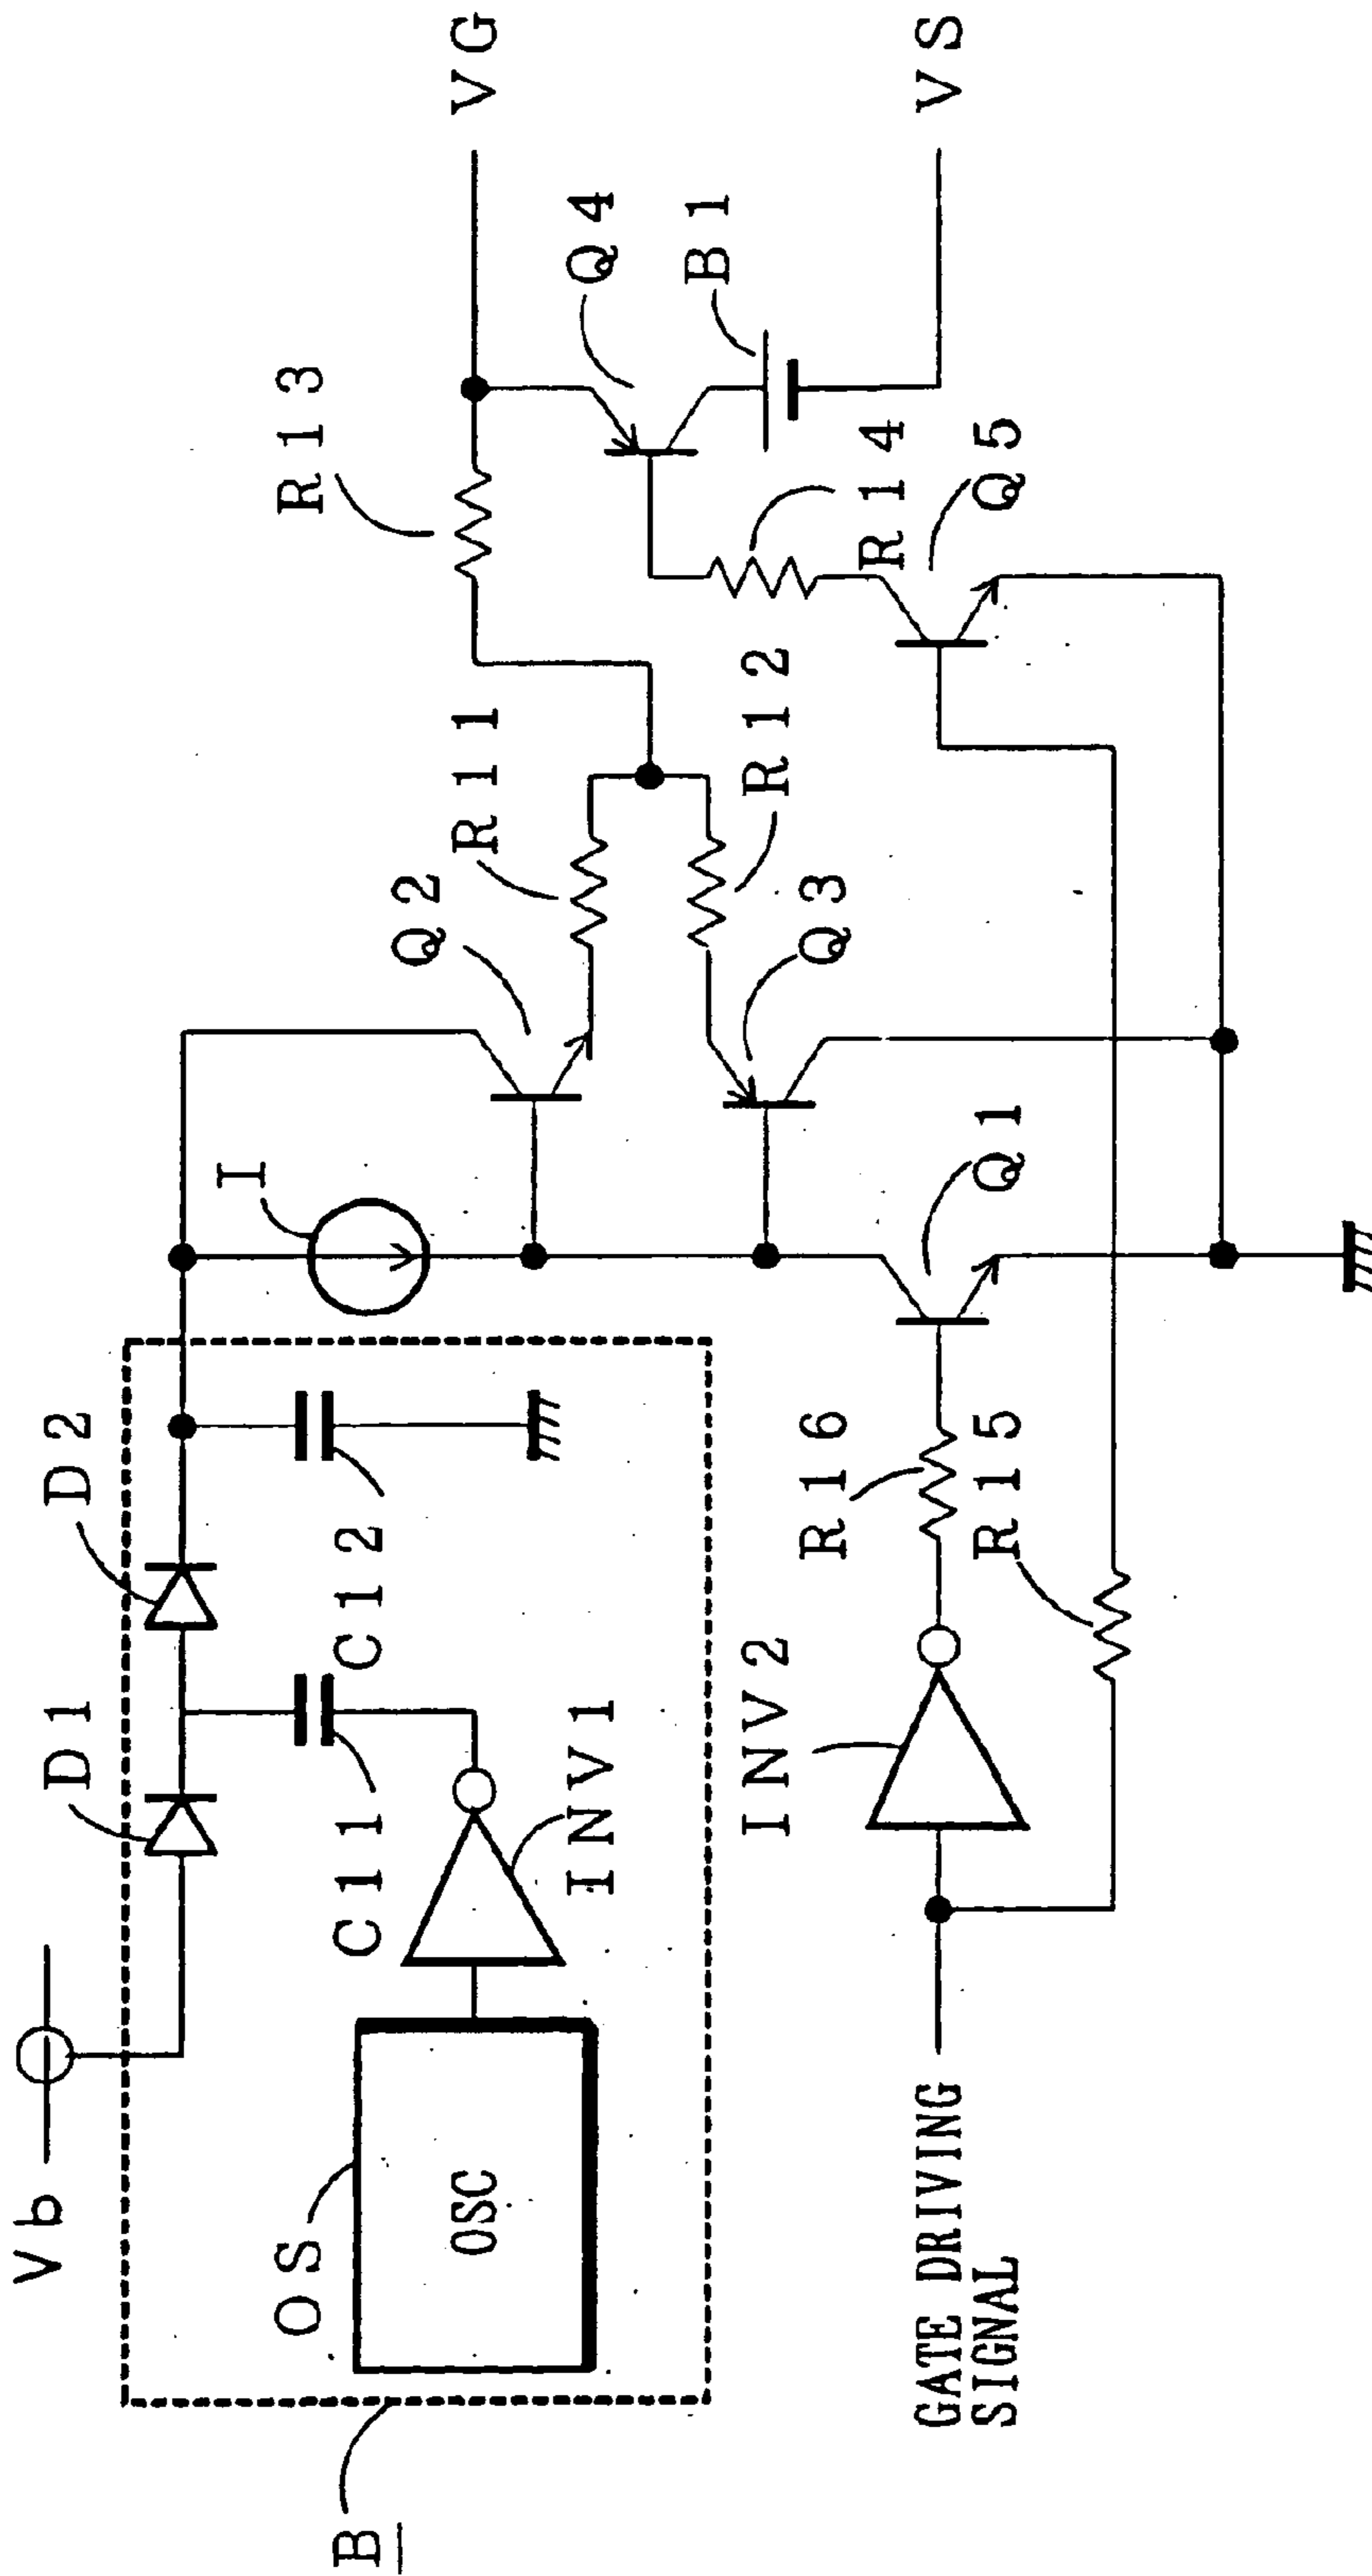 Vb
D1
D2
I
VG
R13
Q4
B1
VS
R11
Q2
R12
Q3
R14
Q5
Q1
C12
C11
INV1
OS
OSC
B
R16
R15
INV2
GATE DRIVING
SIGNAL